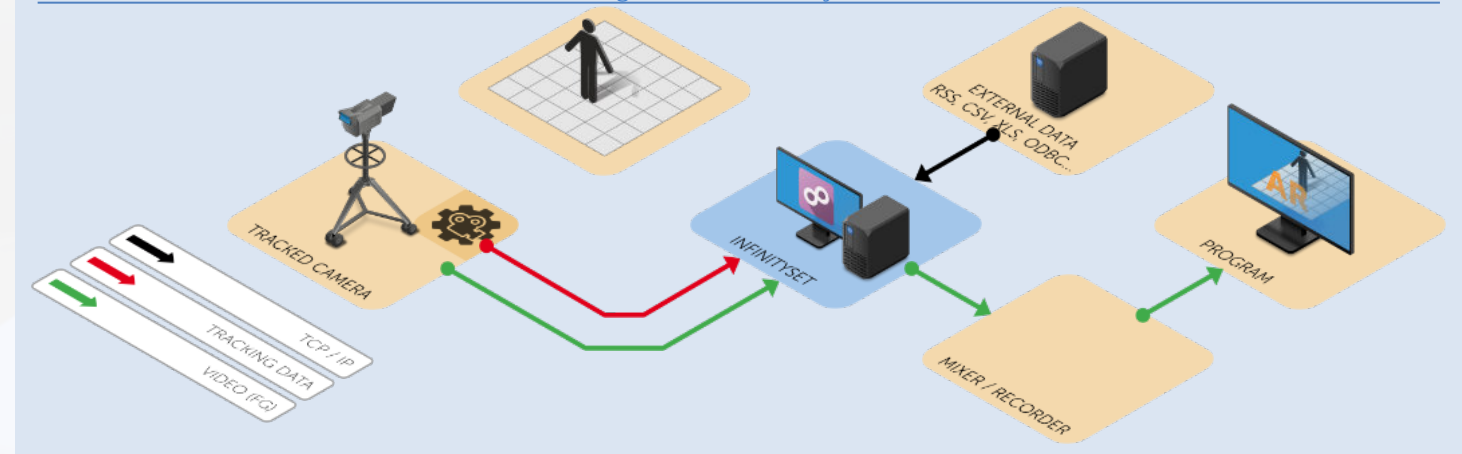 EXTERNAL DATA
RSS, CSV, XLS, ODBC...
TRACKED CAMERA
INFINITYSET
AR
PROGRAM
MIXER / RECORDER
TCP / IP
TRACKING DATA
VIDEO (FG)